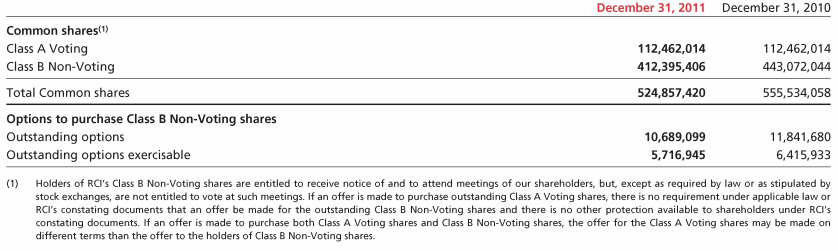 December 31, 2011 December 31, 2010
Common shares(1)
Class A Voting 112,462,014 112,462,014
Class B Non-Voting 412,395,406 443,072,044
Total Common shares 524,857,420 555,534,058
Options to purchase Class B Non-Voting shares
Outstanding options 10,689,099 11,841,680
Outstanding options exercisable 5,716,945 6,415,933
(1) Holders of RCI's Class B Non-Voting shares are entitled to receive notice of and to attend meetings of our shareholders, but, except as required by law or as stipulated by
stock exchanges, are not entitled to vote at such meetings. If an offer is made to purchase outstanding Class A Voting shares, there is no requirement under applicable law or
RCI's constating documents that an offer be made for the outstanding Class B Non-Voting shares and there is no other protection available to shareholders under RCI's
constating documents. If an offer is made to purchase both Class A Voting shares and Class B Non-Voting shares, the offer for the Class A Voting shares may be made on
different terms than the offer to the holders of Class B Non-Voting shares.